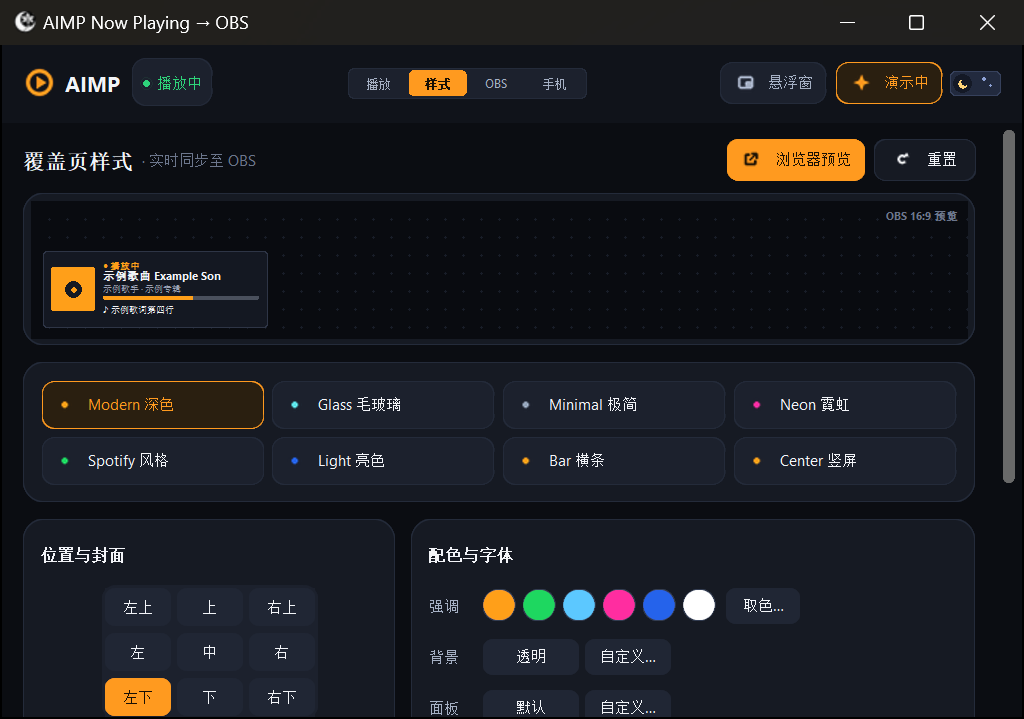 AIMP Now Playing → OBS
AIMP
播放中
播放
样式
OBS
手机
悬浮窗
演示中
覆盖页样式
· 实时同步至 OBS
浏览器预览
重置
OBS 16:9 预览
播放中
示例歌曲 Example Son
示例歌手 · 示例专辑
♪ 示例歌词第四行
Modern 深色
Glass 毛玻璃
Minimal 极简
Neon 霓虹
Spotify 风格
Light 亮色
Bar 横条
Center 竖屏
位置与封面
左上
上
右上
左
中
右
左下
下
右下
配色与字体
强调
取色...
背景
透明
自定义...
面板
默认
自定义...